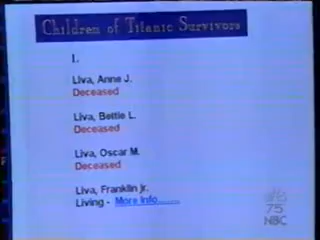 Children of Titanic Survivors
L.
Liva, Anne J.
Deceased
Liva, Bettie L.
Deceased
Liva, Oscar M.
Deceased
Liva, Franklin jr.
Living - More Info.......
75
NBC